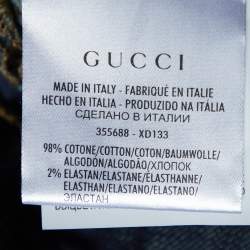 GUCCI
MADE IN ITALY - FABRIQUÉ EN ITALIE
HECHO EN ITALIA - PRODUZIDO NA ITÁLIA
СДЕЛАНО В ИТАЛИИ
355688 - XD133
98% COTONE/COTTON/COTON/BAUMWOLLE/
ALGODÓN/ALGODÃO/ХЛОПОК
2% ELASTAN/ELASTANE/ÉLASTHANNE/
ELASTHAN/ELASTANO/ELASTANO/
ЭЛАСТАН